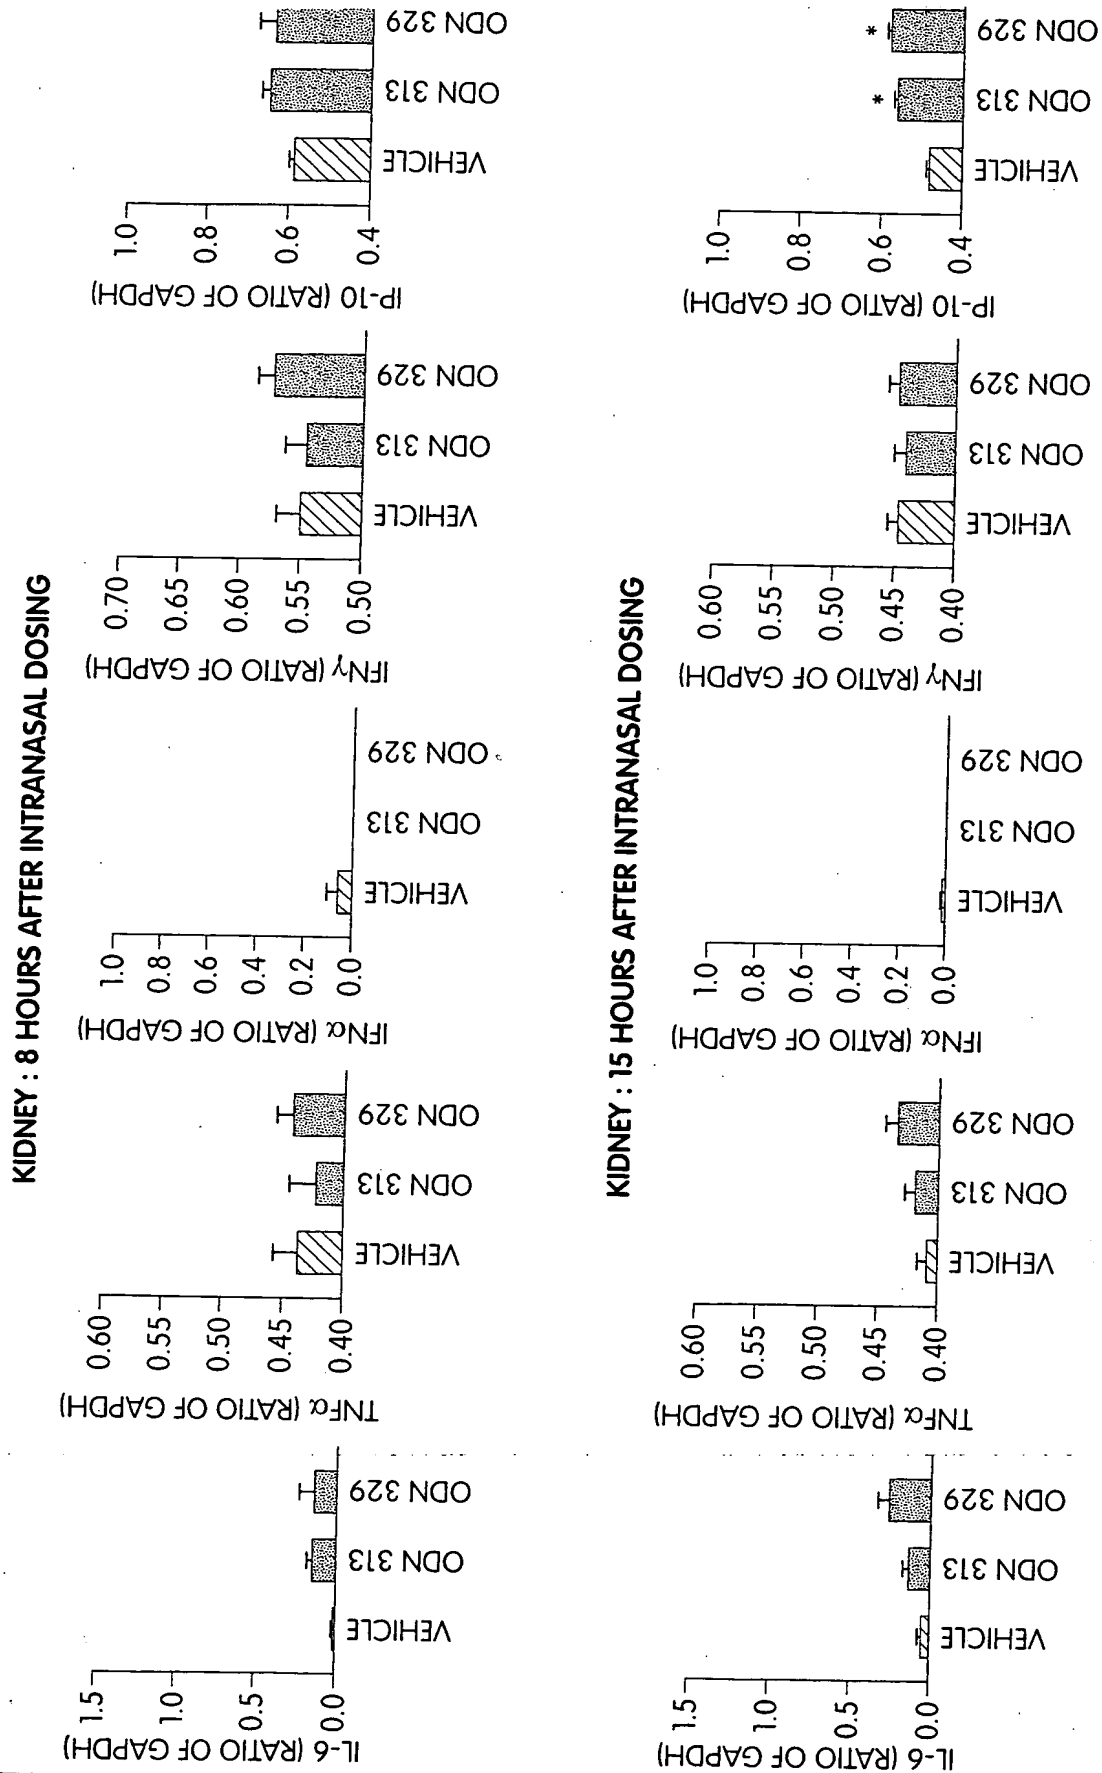 KIDNEY : 8 HOURS AFTER INTRANASAL DOSING
IL-6 (RATIO OF GAPDH)
1.5
1.0
0.5
0.0
VEHICLE
ODN 313
ODN 329
TNFα (RATIO OF GAPDH)
0.60
0.55
0.50
0.45
0.40
VEHICLE
ODN 313
ODN 329
IFNα (RATIO OF GAPDH)
1.0
0.8
0.6
0.4
0.2
0.0
VEHICLE
ODN 313
ODN 329
IFNγ (RATIO OF GAPDH)
0.70
0.65
0.60
0.55
0.50
VEHICLE
ODN 313
ODN 329
IP-10 (RATIO OF GAPDH)
1.0
0.8
0.6
0.4
VEHICLE
ODN 313
ODN 329
KIDNEY : 15 HOURS AFTER INTRANASAL DOSING
IL-6 (RATIO OF GAPDH)
1.5
1.0
0.5
0.0
VEHICLE
ODN 313
ODN 329
TNFα (RATIO OF GAPDH)
0.60
0.55
0.50
0.45
0.40
VEHICLE
ODN 313
ODN 329
IFNα (RATIO OF GAPDH)
1.0
0.8
0.6
0.4
0.2
0.0
VEHICLE
ODN 313
ODN 329
IFNγ (RATIO OF GAPDH)
0.60
0.55
0.50
0.45
0.40
VEHICLE
ODN 313
ODN 329
IP-10 (RATIO OF GAPDH)
1.0
0.8
0.6
0.4
*
*
VEHICLE
ODN 313
ODN 329